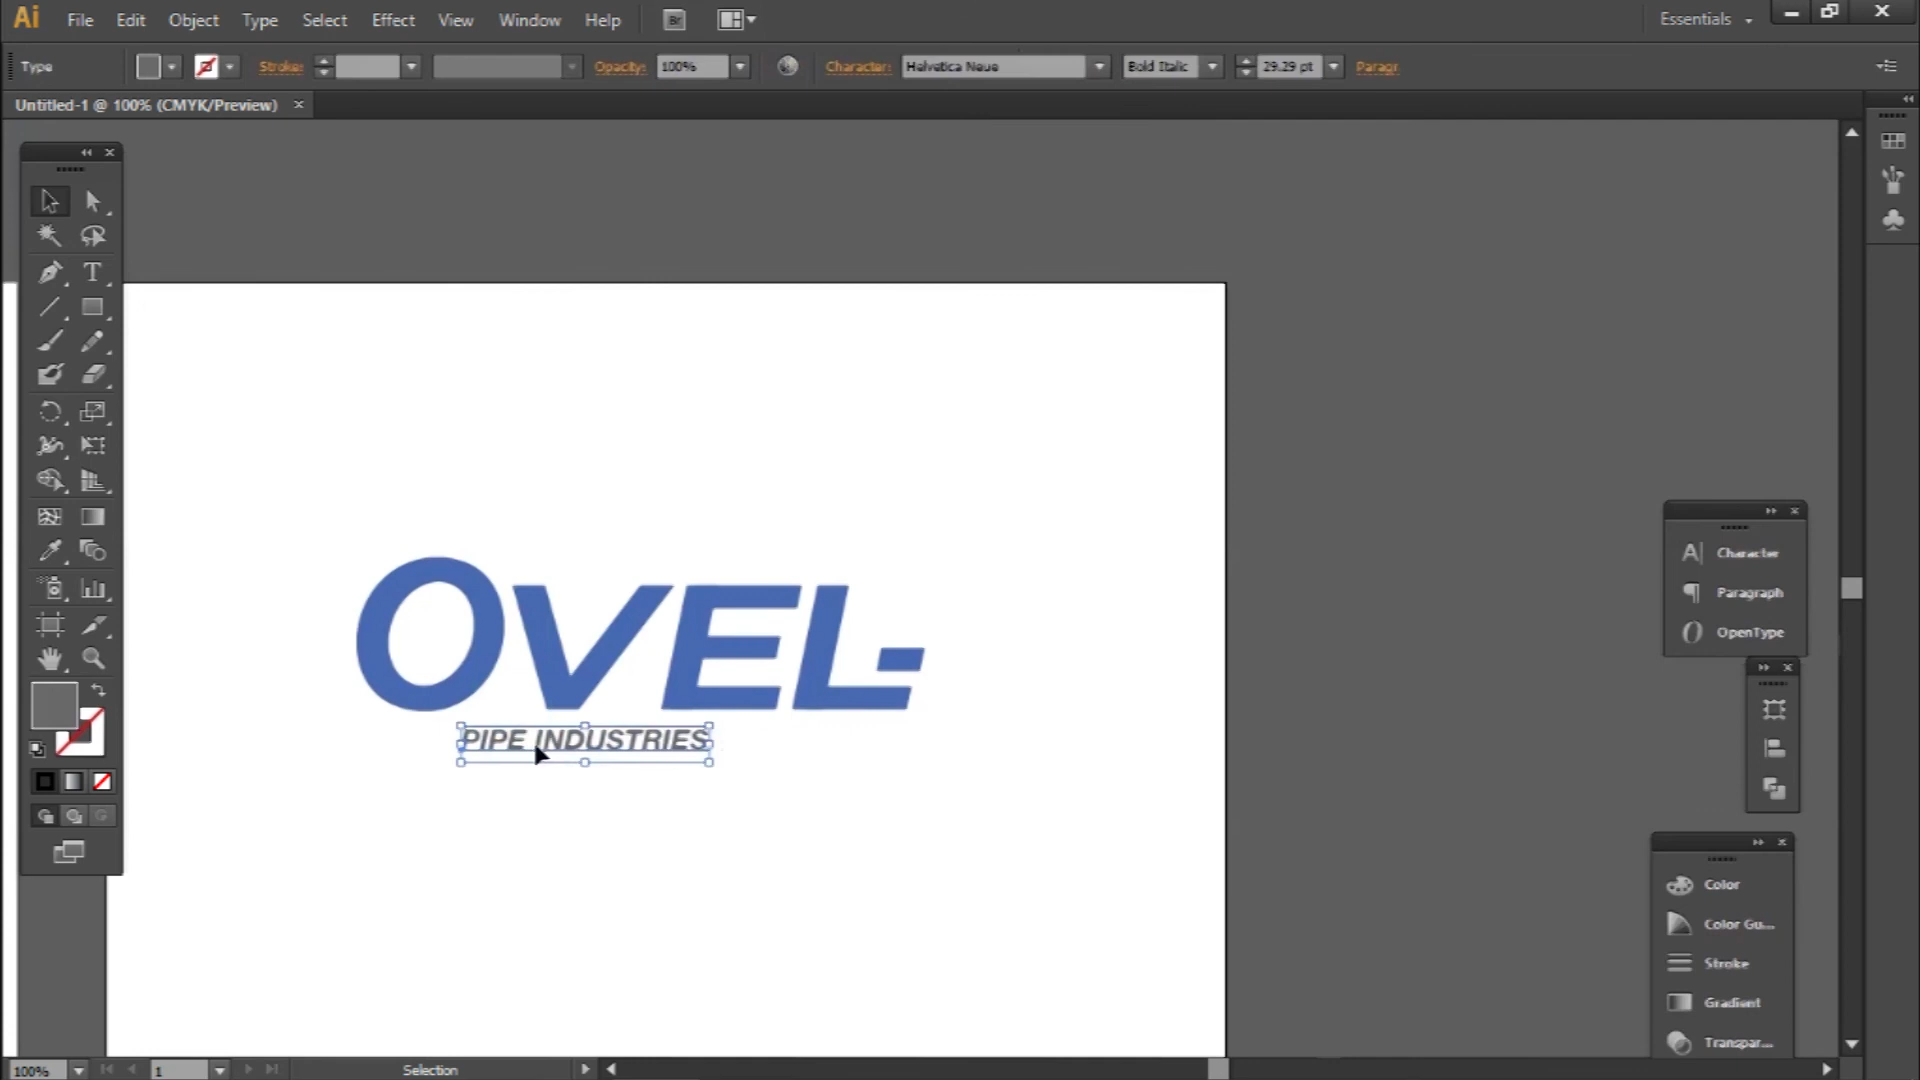 Ai File Edit Object Type Select Effect View Window Help Br Essentials
Type Stroke: Opacity: 100% Character: Helvetica Neue Bold Italic 29.29 pt Paragr
Untitled-1 @ 100% (CMYK/Preview)
OVEL-
PIPE INDUSTRIES
Character
Paragraph
OpenType
Color
Color Gu...
Stroke
Gradient
Transpar...
100% 1 Selection